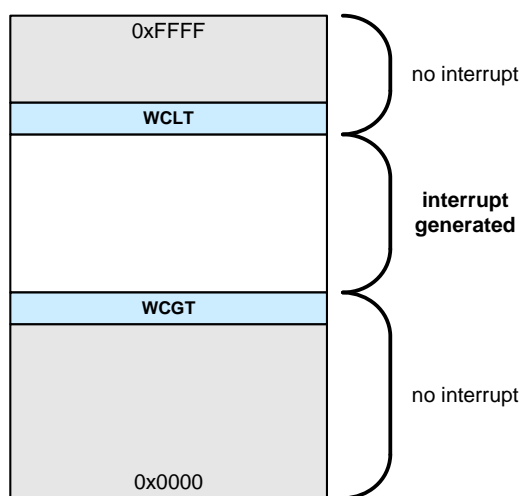 0xFFFF
no interrupt
WCLT
interrupt
generated
WCGT
no interrupt
0x0000